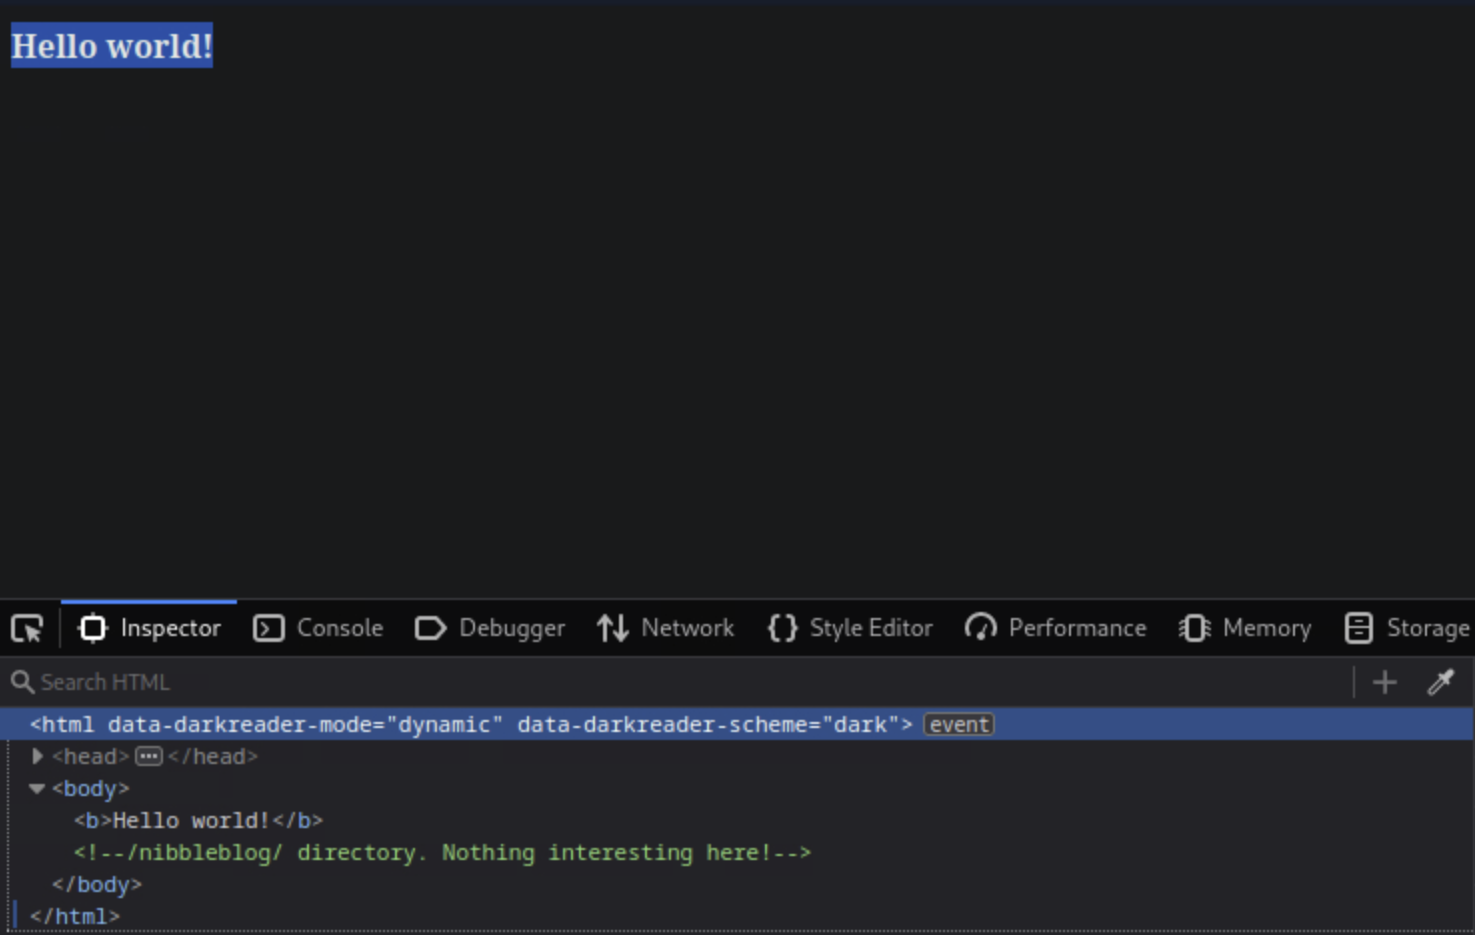 Hello world!
Inspector Console Debugger Network Style Editor Performance Memory Storage
Search HTML
<html data-darkreader-mode="dynamic" data-darkreader-scheme="dark"> event
<head> ••• </head>
<body>
<b>Hello world!</b>
<!--/nibbleblog/ directory. Nothing interesting here!-->
</body>
</html>